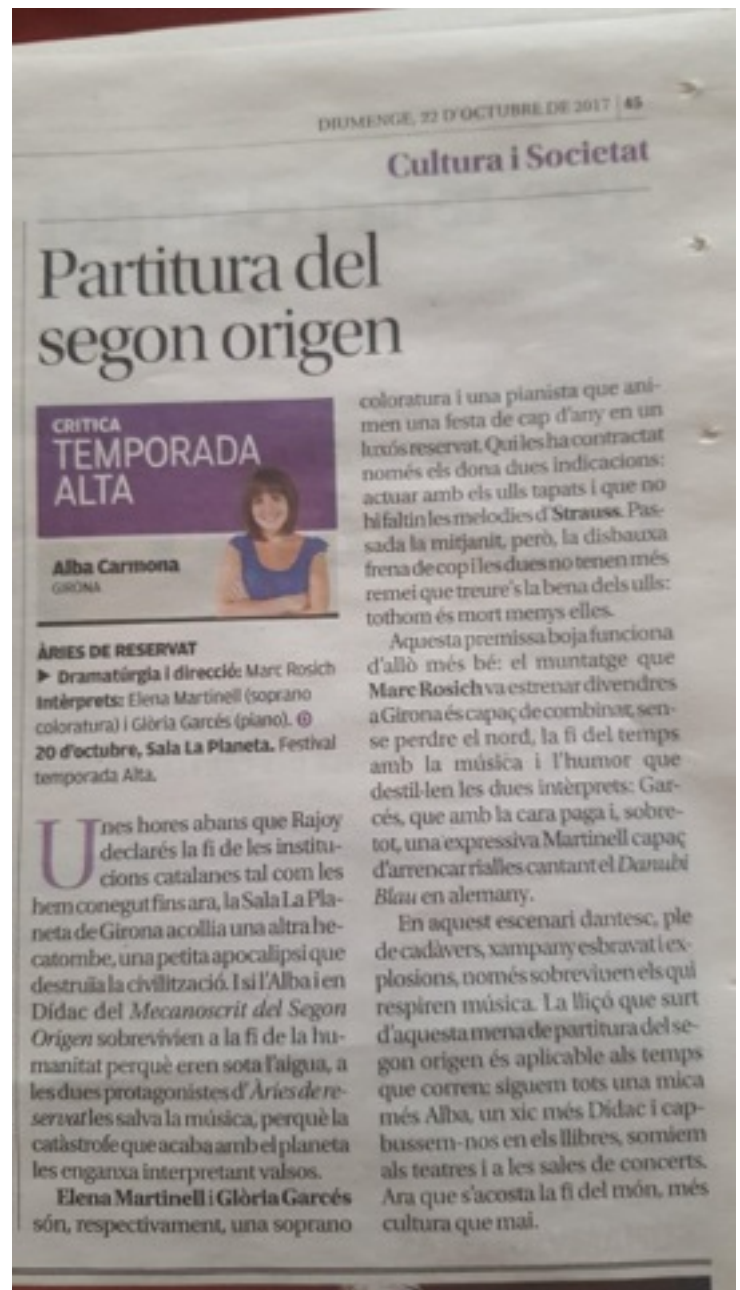 DIUMENGE, 22 D'OCTUBRE DE 2017 | 45
Cultura i Societat
Partitura del
segon origen
CRÍTICA
TEMPORADA
ALTA
Alba Carmona
GIRONA
ÀRIES DE RESERVAT
▶ Dramatúrgia i direcció: Marc Rosich
Intèrprets: Elena Martinell (soprano
coloratura) i Glòria Garcés (piano).
20 d'octubre, Sala La Planeta. Festival
temporada Alta.
Unes hores abans que Rajoy
declarés la fi de les institu-
cions catalanes tal com les
hem conegut fins ara, la Sala La Pla-
neta de Girona acollia una altra he-
catombe, una petita apocalipsi que
destruïa la civilització. I si l'Alba i en
Dídac del Mecanoscrit del Segon
Origen sobrevivien a la fi de la hu-
manitat perquè eren sota l'aigua, a
les dues protagonistes d'Àries de re-
servat les salva la música, perquè la
catàstrofe que acaba amb el planeta
les enganxa interpretant valsos.
Elena Martinell i Glòria Garcés
són, respectivament, una soprano
coloratura i una pianista que ani-
men una festa de cap d'any en un
luxós reservat. Qui les ha contractat
només els dona dues indicacions:
actuar amb els ulls tapats i que no
hi faltin les melodies d'Strauss. Pas-
sada la mitjanit, però, la disbauxa
frena de cop i les dues no tenen més
remei que treure's la bena dels ulls:
tothom és mort menys elles.
Aquesta premissa boja funciona
d'allò més bé: el muntatge que
Marc Rosich va estrenar divendres
a Girona és capaç de combinar, sen-
se perdre el nord, la fi del temps
amb la música i l'humor que
destil·len les dues intèrprets: Gar-
cés, que amb la cara paga i, sobre-
tot, una expressiva Martinell capaç
d'arrencar rialles cantant el Danubi
Blau en alemany.
En aquest escenari dantesc, ple
de cadàvers, xampany esbravat i ex-
plosions, només sobreviuen els qui
respiren música. La lliçó que surt
d'aquesta mena de partitura del se-
gon origen és aplicable als temps
que corren: siguem tots una mica
més Alba, un xic més Dídac i cap-
bussem-nos en els llibres, somiem
als teatres i a les sales de concerts.
Ara que s'acosta la fi del món, més
cultura que mai.